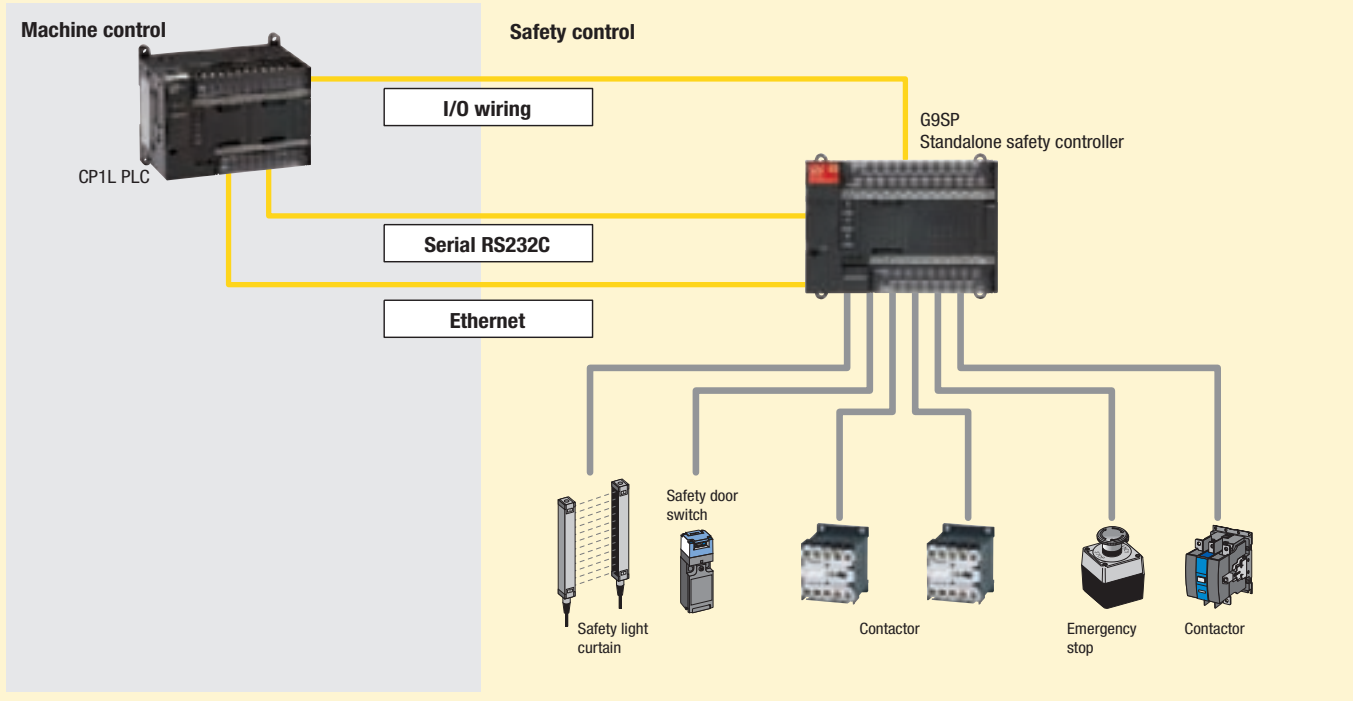 Machine control
Safety control
I/O wiring
G9SP
Standalone safety controller
CP1L PLC
Serial RS232C
Ethernet
Safety door
switch
Safety light
curtain
Contactor
Emergency
stop
Contactor